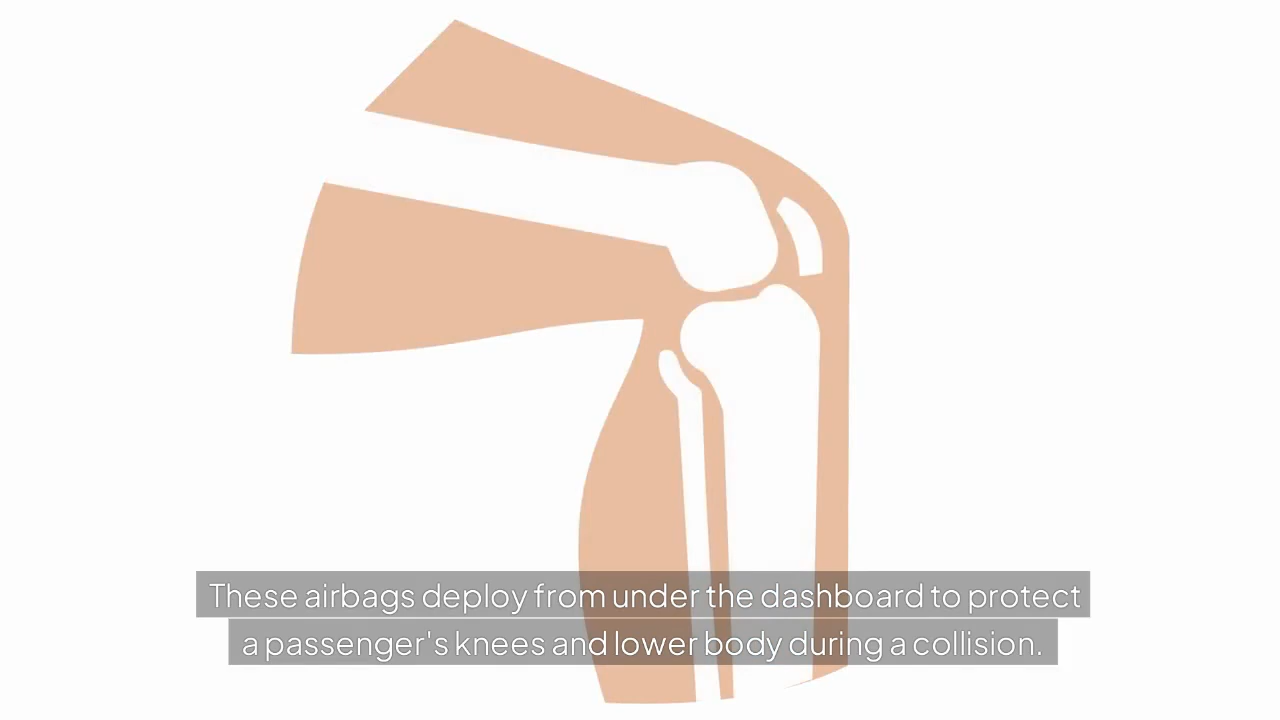 These airbags deploy from under the dashboard to protect
a passenger's knees and lower body during a collision.